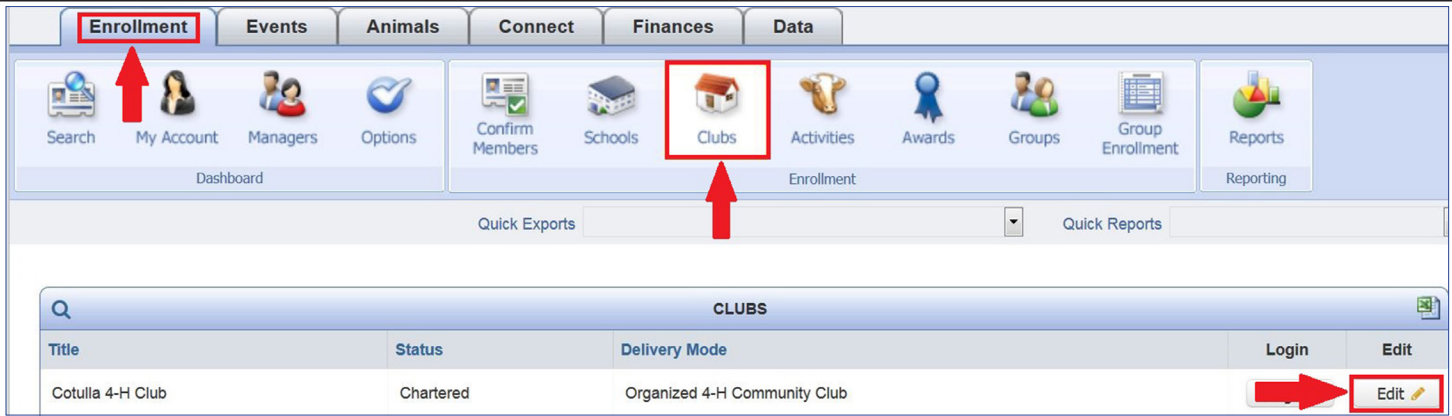 Enrollment Events Animals Connect Finances Data
Search My Account Managers Options Confirm Members Schools Clubs Activities Awards Groups Group Enrollment Reports
Dashboard Enrollment Reporting
Quick Exports Quick Reports
CLUBS
Title Status Delivery Mode Login Edit
Cotulla 4-H Club Chartered Organized 4-H Community Club Edit